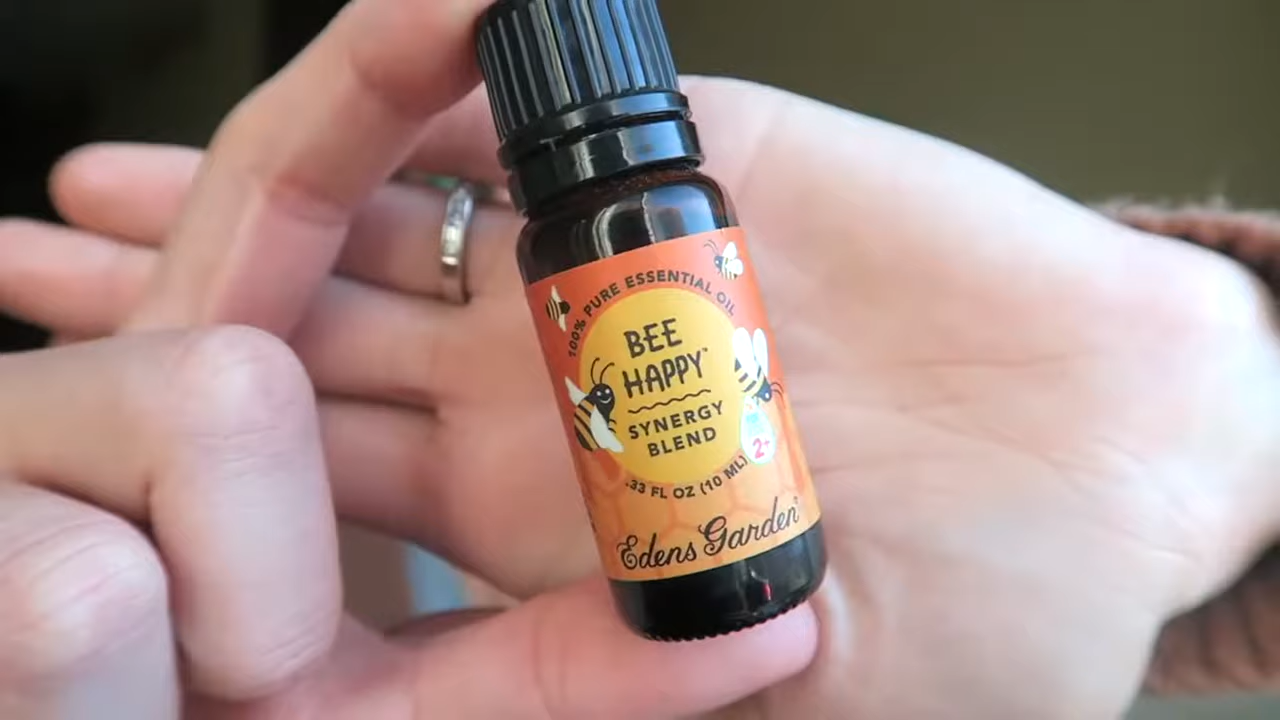 100% PURE ESSENTIAL OIL
BEE
HAPPY™
SYNERGY
BLEND
2+
.33 FL OZ (10 ML)
Edens Garden®